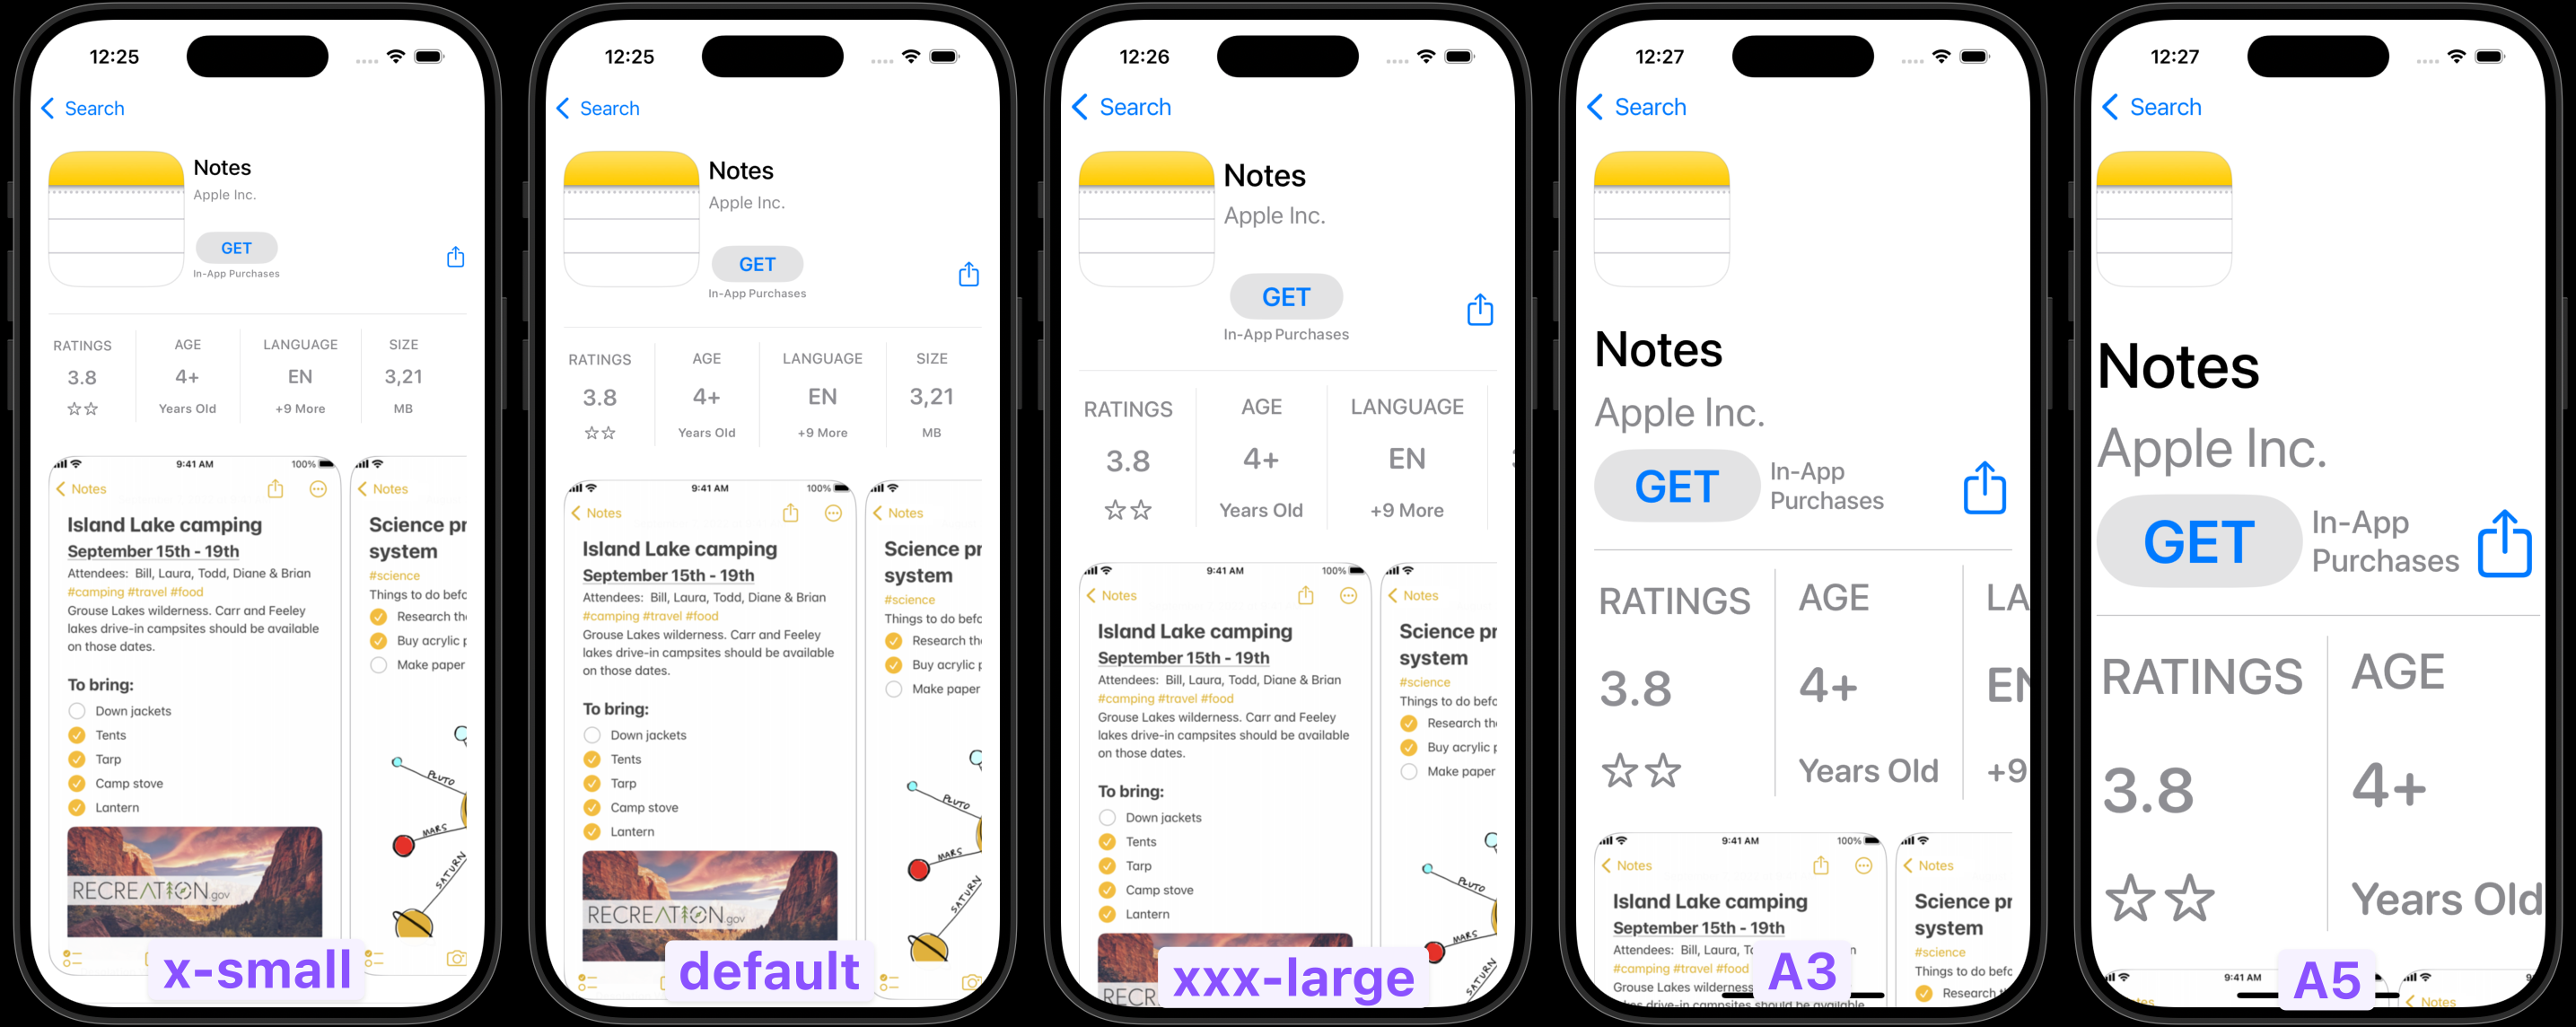 12:25
Search
Notes
Apple Inc.
GET
In-App Purchases
RATINGS AGE LANGUAGE SIZE
3.8 4+ EN 3,21
Years Old +9 More MB
9:41 AM 100%
Notes Notes
Island Lake camping
September 15th - 19th
Attendees: Bill, Laura, Todd, Diane & Brian
#camping #travel #food
Grouse Lakes wilderness. Carr and Feeley
lakes drive-in campsites should be available
on those dates.
To bring:
Down jackets
Tents
Tarp
Camp stove
Lantern
RECREATION.gov
Science pr
system
#science
Things to do befo
Research th
Buy acrylic p
Make paper
PLUTO
MARS
SATURN
x-small
12:25
Search
Notes
Apple Inc.
GET
In-App Purchases
RATINGS AGE LANGUAGE SIZE
3.8 4+ EN 3,21
Years Old +9 More MB
9:41 AM 100%
Notes Notes
Island Lake camping
September 15th - 19th
Attendees: Bill, Laura, Todd, Diane & Brian
#camping #travel #food
Grouse Lakes wilderness. Carr and Feeley
lakes drive-in campsites should be available
on those dates.
To bring:
Down jackets
Tents
Tarp
Camp stove
Lantern
RECREATION.gov
Science pr
system
#science
Things to do befo
Research th
Buy acrylic p
Make paper
PLUTO
MARS
SATURN
default
12:26
Search
Notes
Apple Inc.
GET
In-App Purchases
RATINGS AGE LANGUAGE
3.8 4+ EN
Years Old +9 More
9:41 AM 100%
Notes Notes
Island Lake camping
September 15th - 19th
Attendees: Bill, Laura, Todd, Diane & Brian
#camping #travel #food
Grouse Lakes wilderness. Carr and Feeley
lakes drive-in campsites should be available
on those dates.
To bring:
Down jackets
Tents
Tarp
Camp stove
Lantern
RECR
Science pr
system
#science
Things to do befo
Research th
Buy acrylic p
Make paper
PLUTO
MARS
SATURN
xxx-large
12:27
Search
Notes
Apple Inc.
GET
In-App
Purchases
RATINGS AGE LA
3.8 4+ EN
Years Old +9
9:41 AM 100%
Notes Notes
Island Lake camping
September 15th - 19th
Attendees: Bill, Laura, To
#camping #travel #food
Grouse Lakes wilderness
lakes drive-in campsites should be available
Science pr
system
#science
Things to do befo
Research th
A3
12:27
Search
Notes
Apple Inc.
GET
In-App
Purchases
RATINGS AGE
3.8 4+
Years Old
9:41 AM 100%
Notes
A5